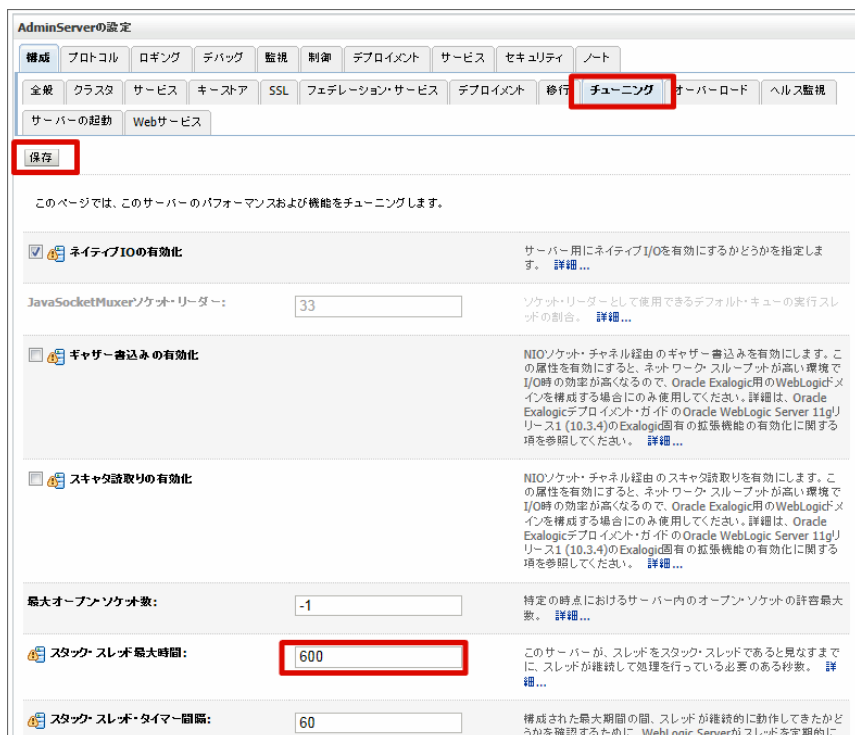 AdminServerの設定
構成 プロトコル ロギング デバッグ 監視 制御 デプロイメント サービス セキュリティ ノート
全般 クラスタ サービス キーストア SSL フェデレーション・サービス デプロイメント 移行 チューニング オーバーロード ヘルス監視
サーバーの起動 Webサービス
保存
このページでは、このサーバーのパフォーマンスおよび機能をチューニングします。
ネイティブIOの有効化
サーバー用にネイティブI/Oを有効にするかどうかを指定しま
す。 詳細...
JavaSocketMuxerソケット・リーダー: 33
ソケット・リーダーとして使用できるデフォルト・キューの実行スレ
ッドの割合。 詳細...
ギャザー書込みの有効化
NIOソケット・チャネル経由のギャザー書込みを有効にします。こ
の属性を有効にすると、ネットワーク・スループットが高い環境で
I/O時の効率が高くなるので、Oracle Exalogic用のWebLogicドメ
インを構成する場合にのみ使用してください。詳細は、Oracle
Exalogicデプロイメント・ガイドのOracle WebLogic Server 11gリ
リース1 (10.3.4)のExalogic固有の拡張機能の有効化に関する
項を参照してください。 詳細...
スキャタ読取りの有効化
NIOソケット・チャネル経由のスキャタ読取りを有効にします。こ
の属性を有効にすると、ネットワーク・スループットが高い環境で
I/O時の効率が高くなるので、Oracle Exalogic用のWebLogicドメ
インを構成する場合にのみ使用してください。詳細は、Oracle
Exalogicデプロイメント・ガイドのOracle WebLogic Server 11gリ
リース1 (10.3.4)のExalogic固有の拡張機能の有効化に関する
項を参照してください。 詳細...
最大オープン・ソケット数: -1
特定の時点におけるサーバー内のオープン・ソケットの許容最大
数。 詳細...
スタック・スレッド最大時間: 600
このサーバーが、スレッドをスタック・スレッドであると見なすまで
に、スレッドが継続して処理を行っている必要のある秒数。 詳
細...
スタック・スレッド・タイマー間隔: 60
構成された最大期間の間、スレッドが継続的に動作してきたかど
うかを確認するために、WebLogic Serverがスレッドを定期的に